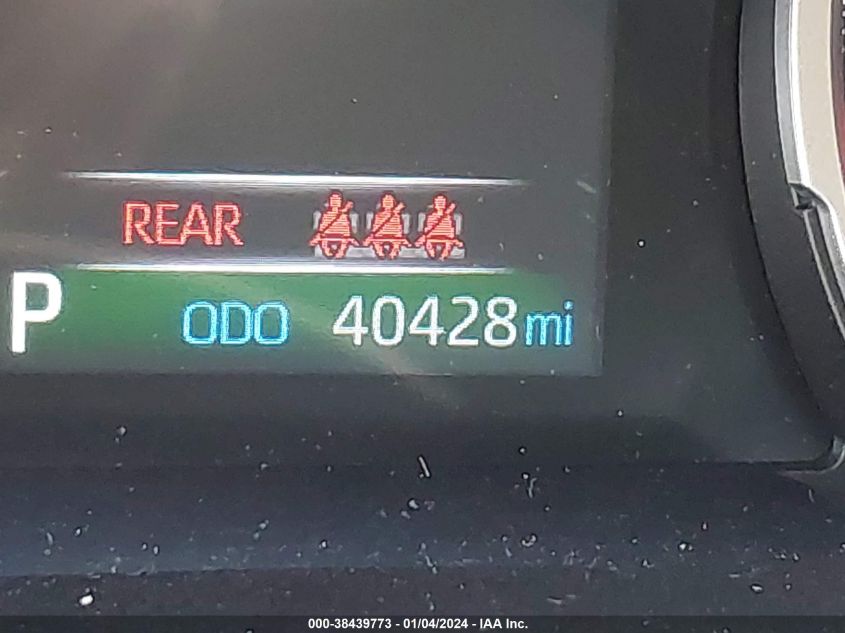 REAR
P ODO 40428 mi
000-38439773 - 01/04/2024 - IAA Inc.